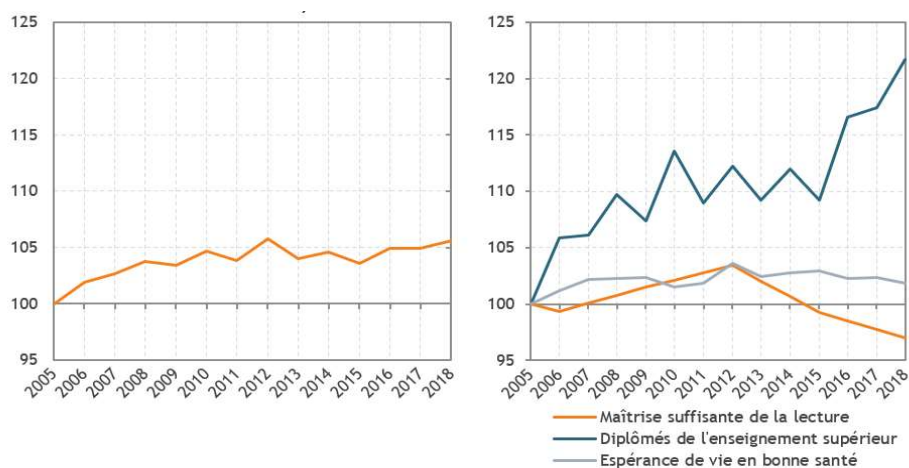 125
120
115
110
105
100
95
2005 2006 2007 2008 2009 2010 2011 2012 2013 2014 2015 2016 2017 2018
125
120
115
110
105
100
95
2005 2006 2007 2008 2009 2010 2011 2012 2013 2014 2015 2016 2017 2018
Maîtrise suffisante de la lecture
Diplômés de l'enseignement supérieur
Espérance de vie en bonne santé